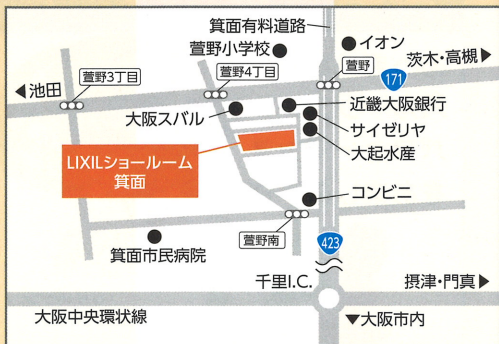 箕面有料道路
萱野小学校
イオン
茨木・高槻▶
萱野3丁目
萱野4丁目
萱野
171
◀池田
大阪スバル
近畿大阪銀行
サイゼリヤ
大起水産
LIXILショールーム
箕面
コンビニ
萱野南
箕面市民病院
423
千里I.C.
摂津・門真▶
大阪中央環状線
▼大阪市内